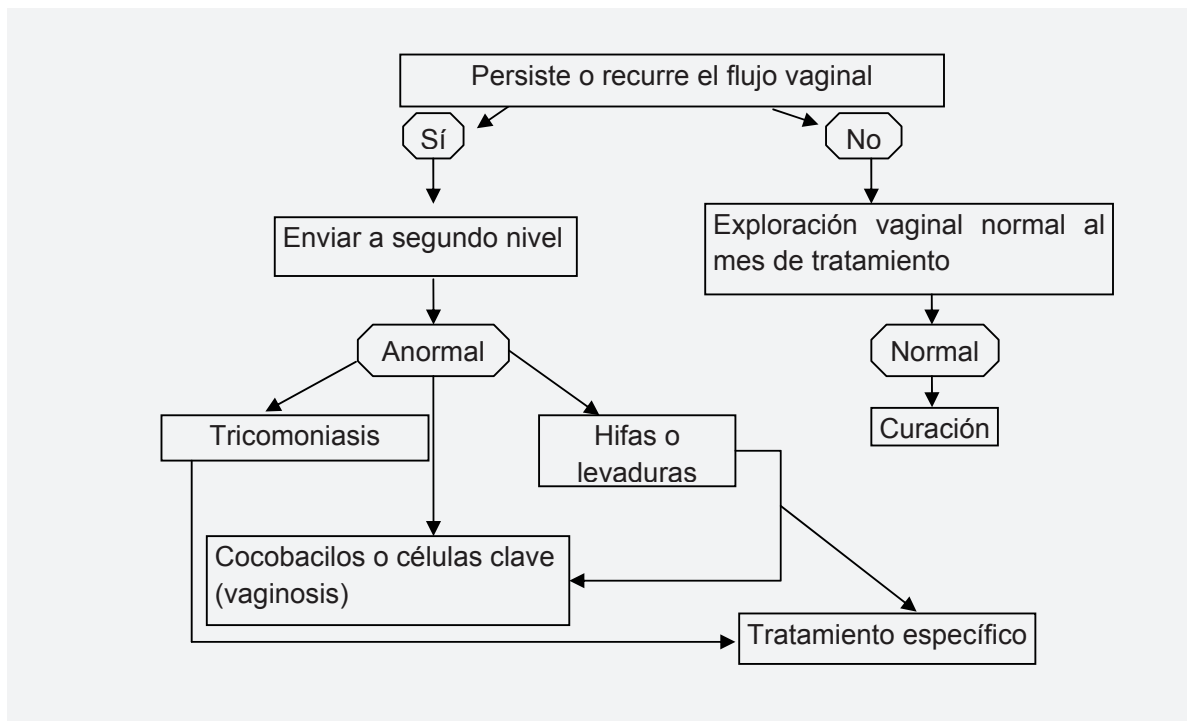 Persiste o recurre el flujo vaginal
Sí
No
Enviar a segundo nivel
Exploración vaginal normal al
mes de tratamiento
Anormal
Normal
Tricomoniasis
Hifas o
levaduras
Curación
Cocobacilos o células clave
(vaginosis)
Tratamiento específico